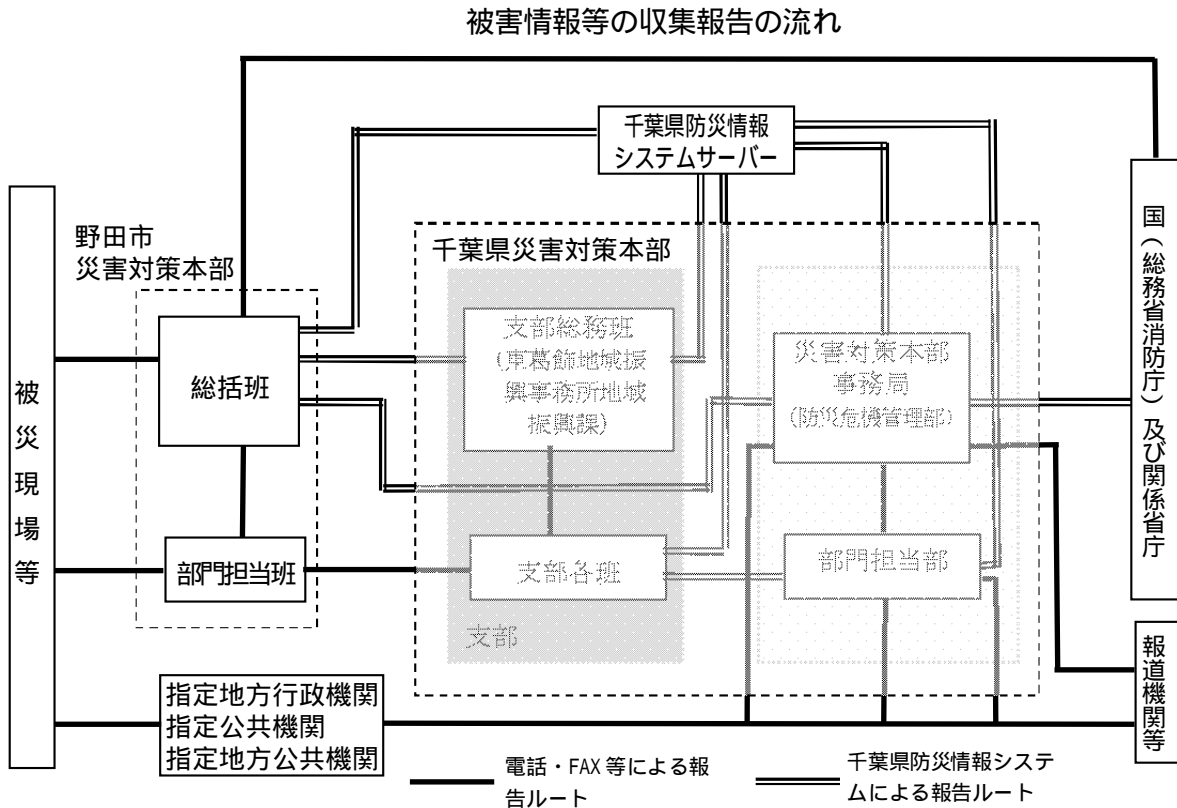 被害情報等の収集報告の流れ
千葉県防災情報
システムサーバー
野田市
災害対策本部
千葉県災害対策本部
被災現場等
総括班
部門担当班
支部総務班
(東葛飾地域振
興事務所地域
振興課)
支部各班
支部
災害対策本部
事務局
(防災危機管理部)
部門担当部
国(総務省消防庁)及び関係省庁
報道機関等
指定地方行政機関
指定公共機関
指定地方公共機関
電話・FAX 等による報
告ルート
千葉県防災情報システ
ムによる報告ルート